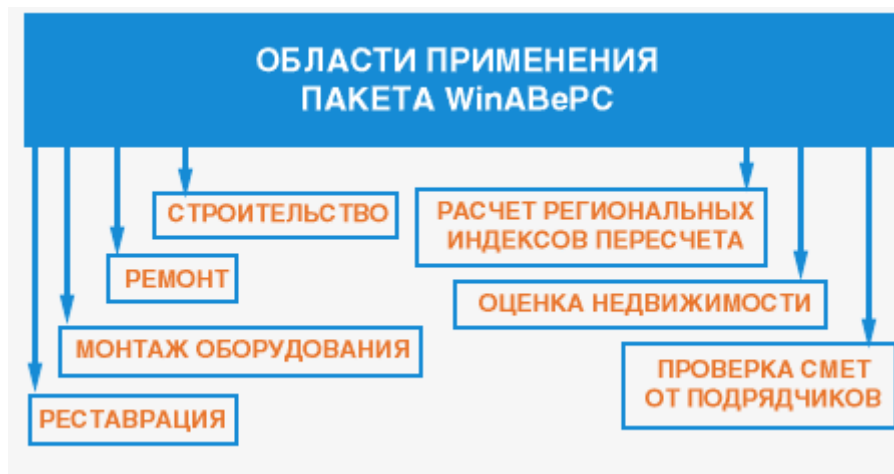 ОБЛАСТИ ПРИМЕНЕНИЯ
ПАКЕТА WinABePC
СТРОИТЕЛЬСТВО
РЕМОНТ
МОНТАЖ ОБОРУДОВАНИЯ
РЕСТАВРАЦИЯ
РАСЧЕТ РЕГИОНАЛЬНЫХ
ИНДЕКСОВ ПЕРЕСЧЕТА
ОЦЕНКА НЕДВИЖИМОСТИ
ПРОВЕРКА СМЕТ
ОТ ПОДРЯДЧИКОВ